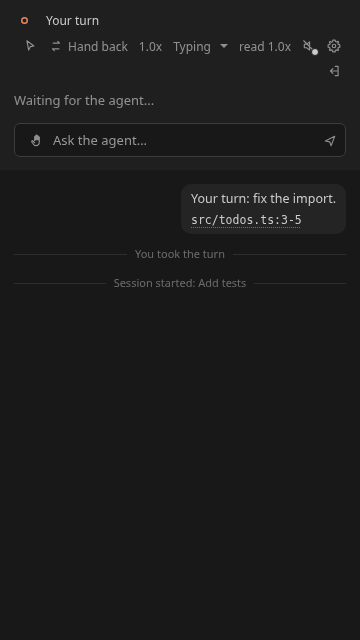 Your turn
Hand back 1.0x Typing read 1.0x
Waiting for the agent...
Ask the agent...
Your turn: fix the import.
src/todos.ts:3-5
You took the turn
Session started: Add tests